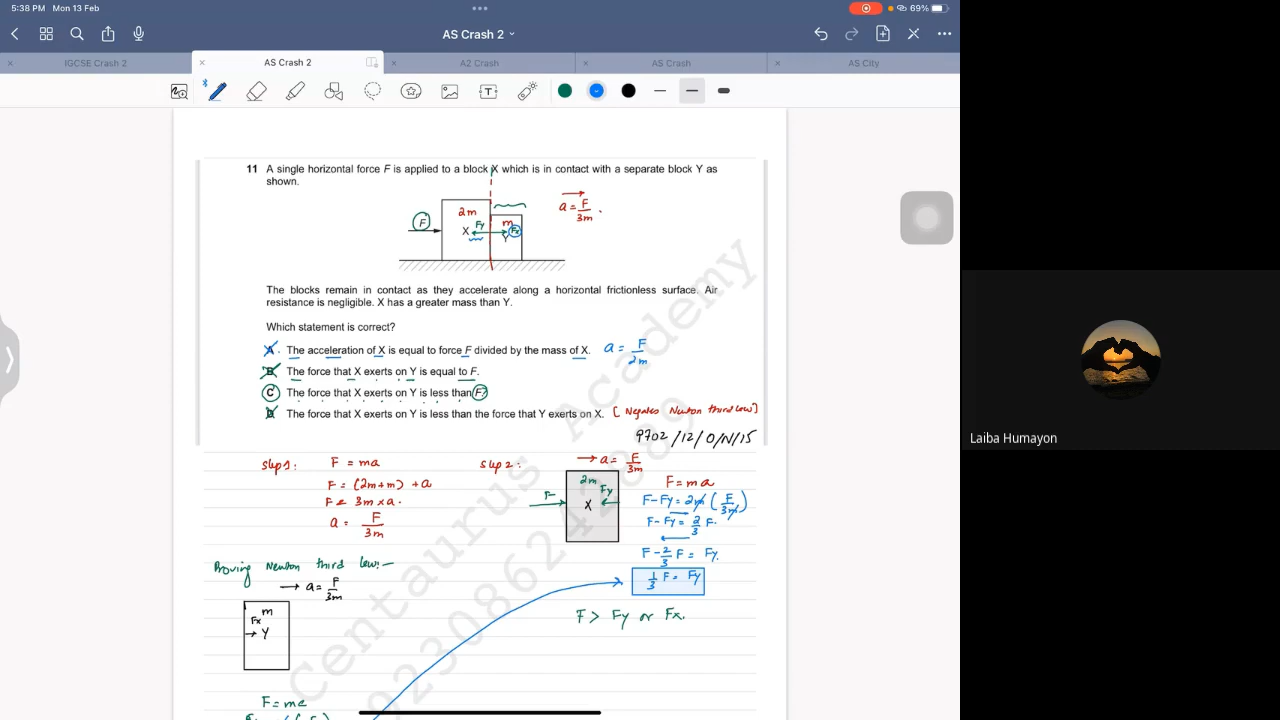 5:38 PM Mon 13 Feb
69%
AS Crash 2
IGCSE Crash 2
AS Crash 2
A2 Crash
AS Crash
AS City
11 A single horizontal force F is applied to a block X which is in contact with a separate block Y as
shown.
a = F/3m .
F
2m
Fy
m
X
Fx
Y
The blocks remain in contact as they accelerate along a horizontal frictionless surface. Air
resistance is negligible. X has a greater mass than Y.
Which statement is correct?
A The acceleration of X is equal to force F divided by the mass of X. a = F/2m
B The force that X exerts on Y is equal to F.
C The force that X exerts on Y is less than F.
D The force that X exerts on Y is less than the force that Y exerts on X. [Negates Newton third law]
9702/12/O/N/15
Step 1: F = ma
F = (2m+m) + a
F = 3m × a.
a = F/3m
Step 2: → a = F/3m
2m
F
Fy
X
F = ma
F - Fy = 2m (F/3m)
F - Fy = 2/3 F.
F - 2/3 F = Fy.
1/3 F = Fy
F > Fy or Fx.
Proving Newton third law:-
→ a = F/3m
m
Fx
→ Y
F = ma
Centaurus Academy
923086242889
Laiba Humayon